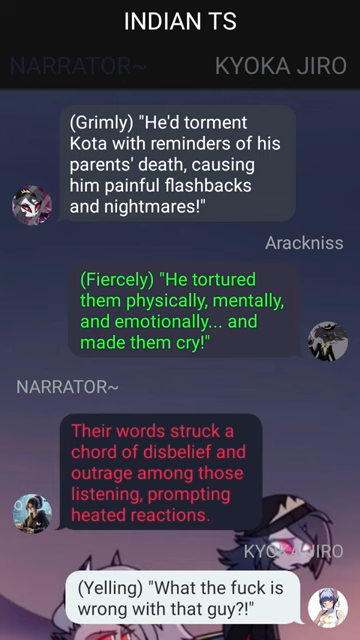 INDIAN TS
NARRATOR~
KYOKA JIRO
(Grimly) "He'd torment
Kota with reminders of his
parents' death, causing
him painful flashbacks
and nightmares!"
Arackniss
(Fiercely) "He tortured
them physically, mentally,
and emotionally... and
made them cry!"
NARRATOR~
Their words struck a
chord of disbelief and
outrage among those
listening, prompting
heated reactions.
KYOKA JIRO
(Yelling) "What the fuck is
wrong with that guy?!"